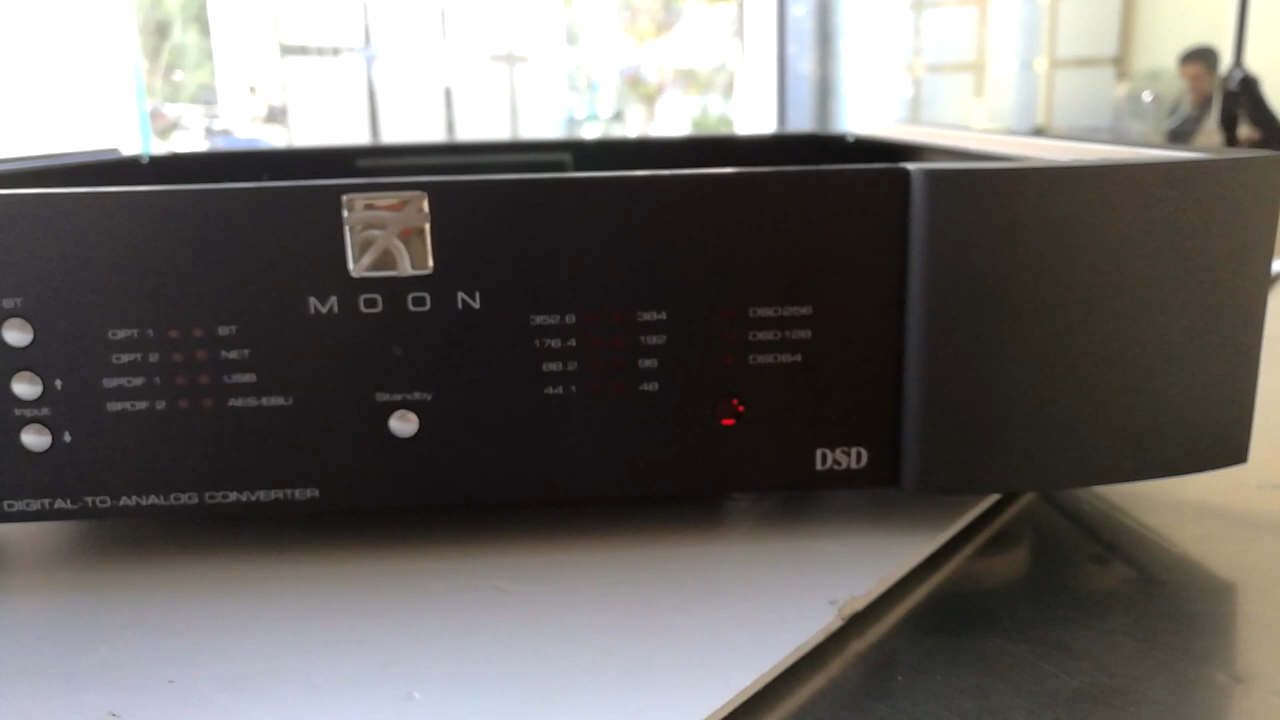 MOON
BT
OPT 1 BT
OPT 2 NET
SPDIF 1 USB
SPDIF 2 AES-EBU
Input
Standby
352.8 384
176.4 192
88.2 96
44.1 48
DSD256
DSD128
DSD64
DSD
DIGITAL-TO-ANALOG CONVERTER